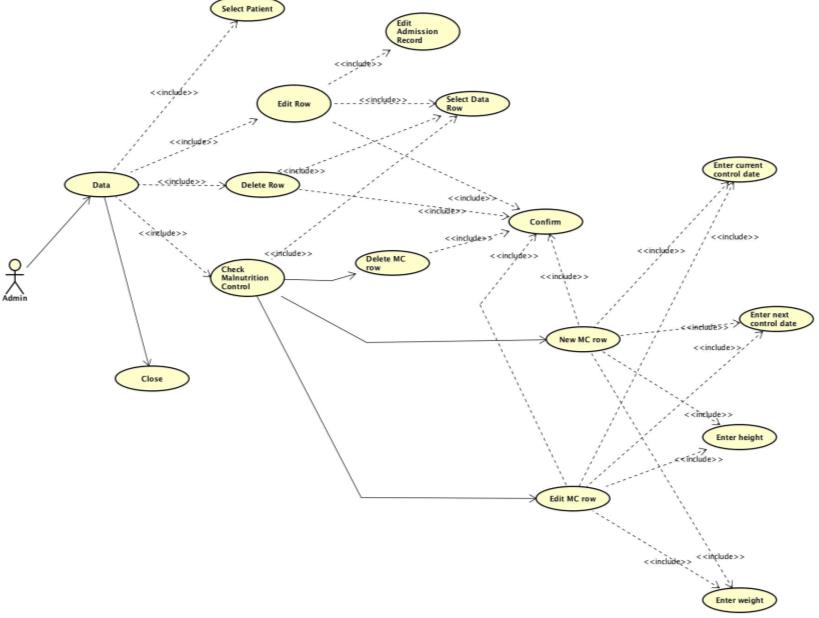 Select Patient
Edit
Admission
Record
<<include>>
<<include>>
Edit Row
<<include>>
Select Data
Row
<<include>>
Enter current
control date
<<include>>
Data
<<include>>
Delete Row
<<include>>
<<include>>
Confirm
<<include>>
<<include>>
<<include>>
<<include>>
<<include>>
<<include>>
<<include>>
Admin
Check
Malnutrition
Control
Delete MC
row
<<include>>
Enter next
control date
<<include>>
New MC row
<<include>>
Close
<<include>>
Enter height
<<include>>
Edit MC row
<<include>>
<<include>>
Enter weight